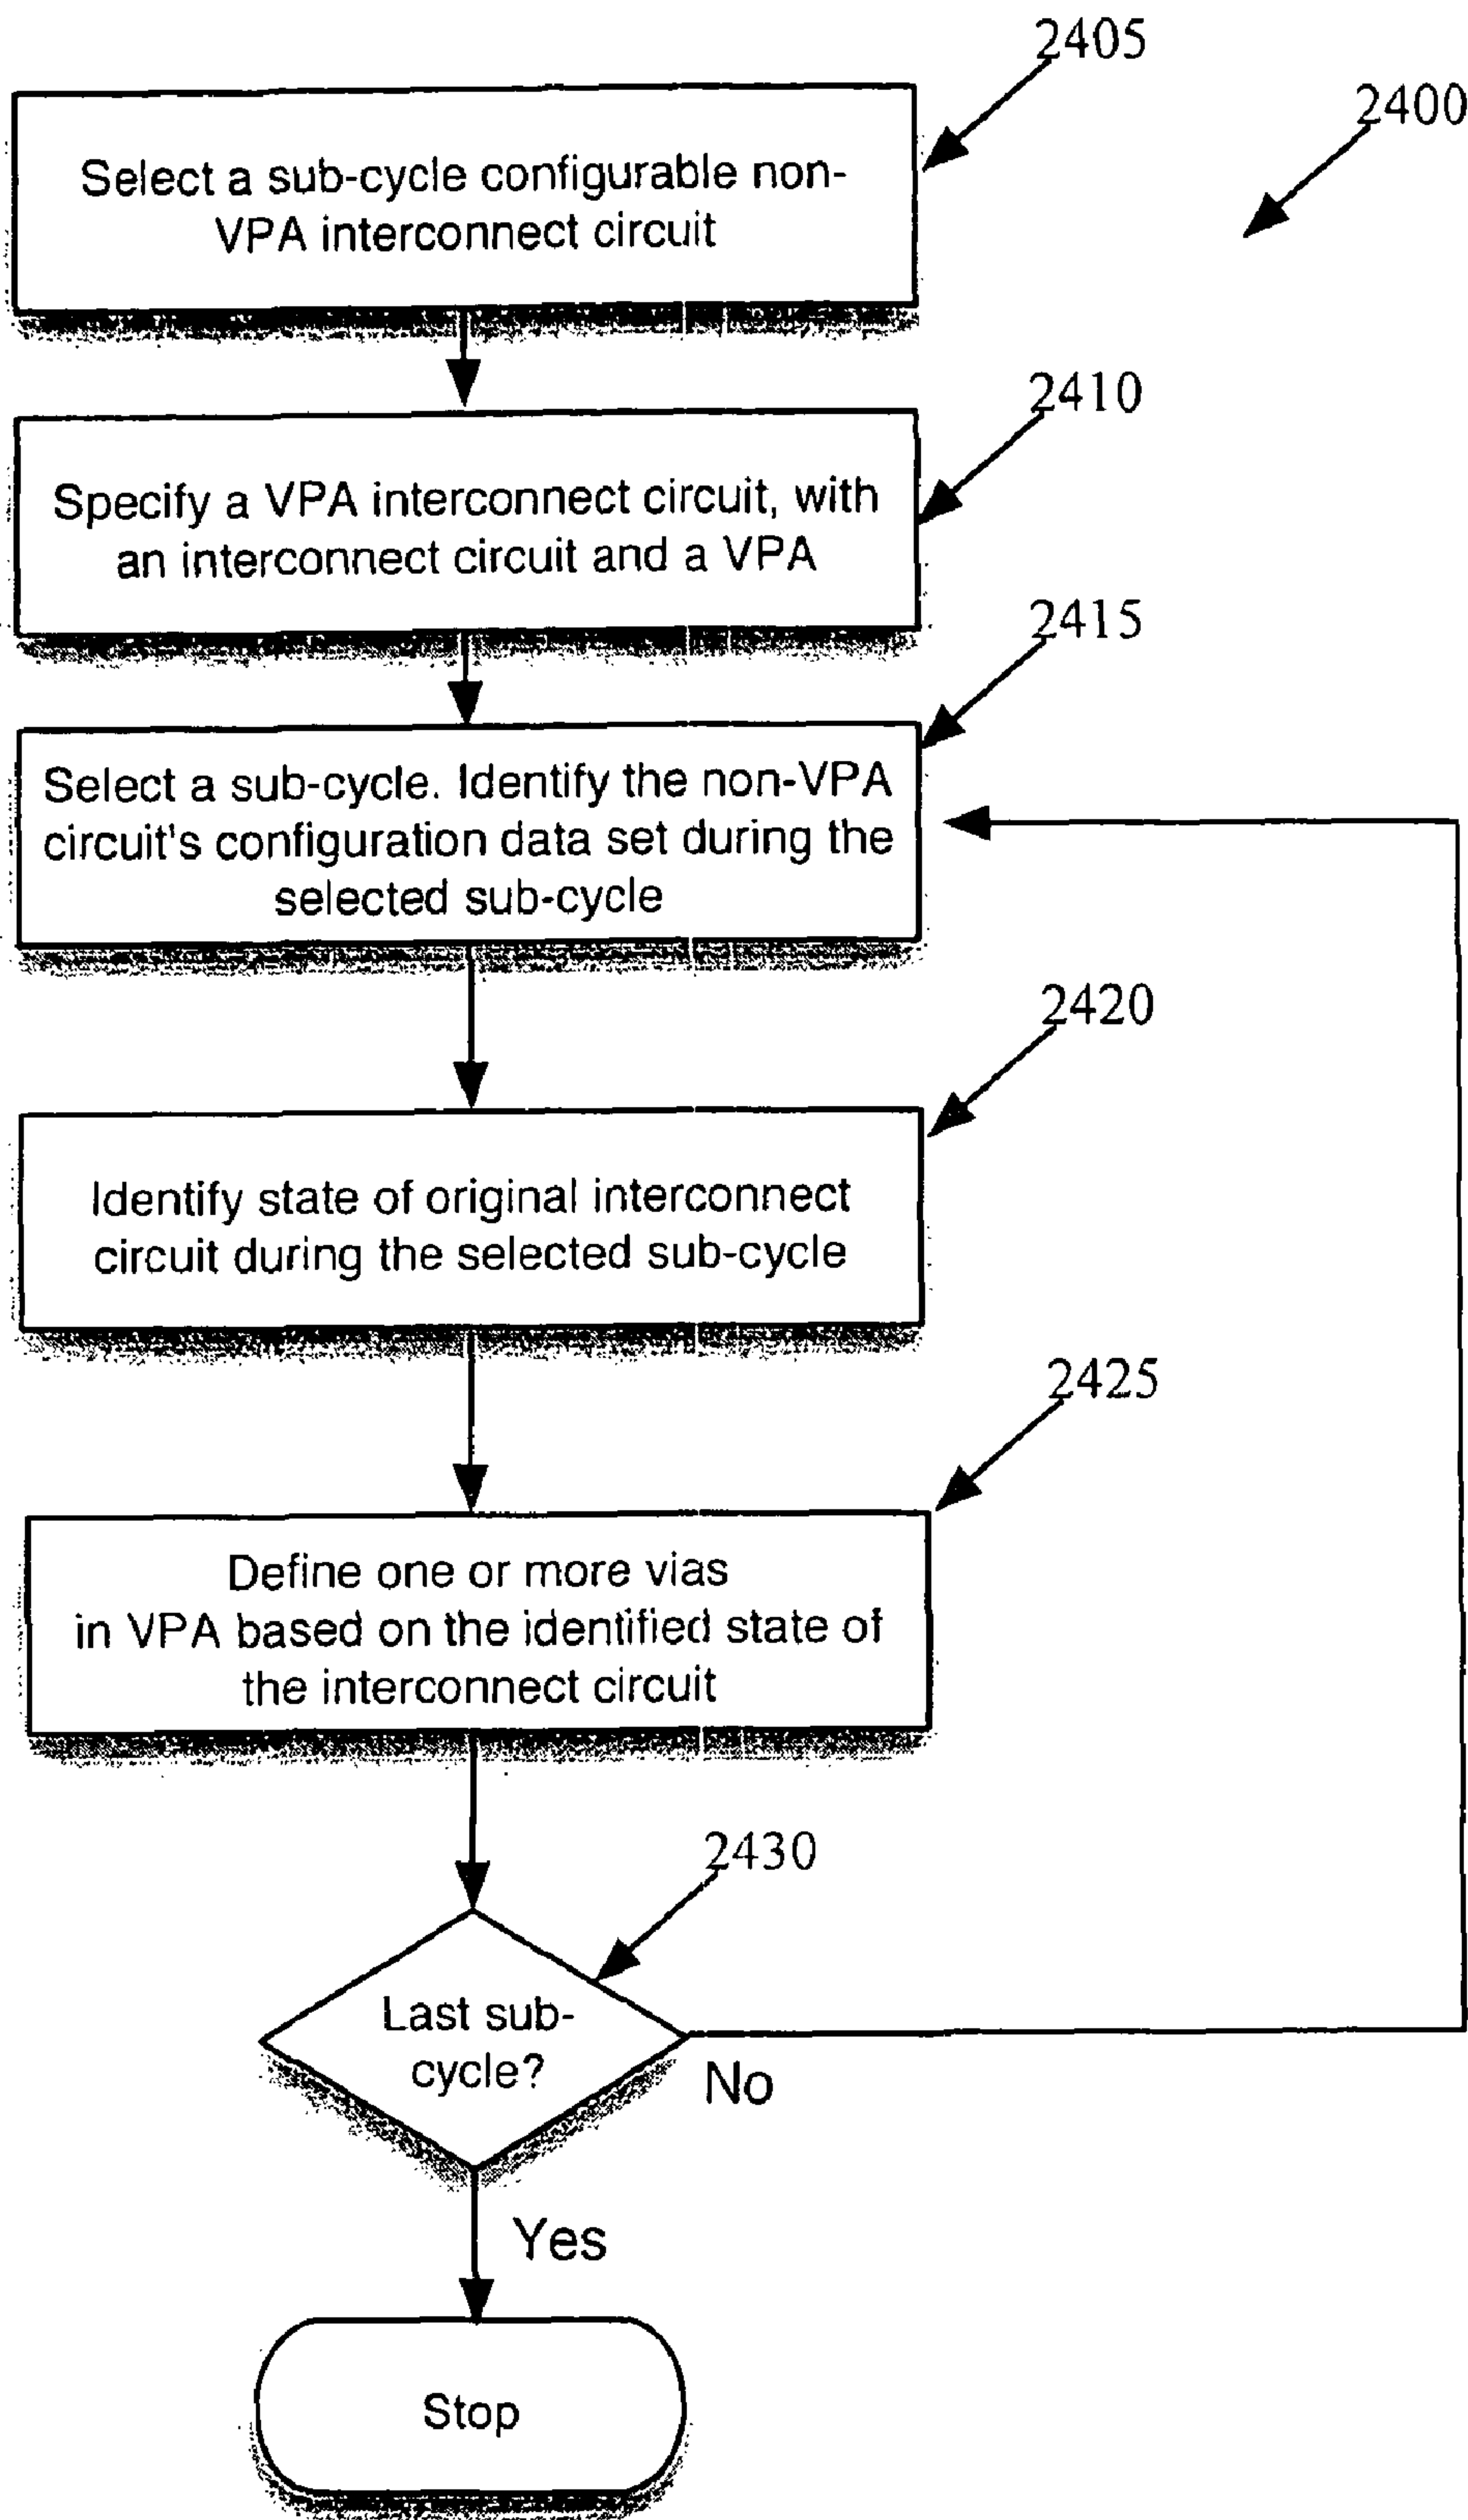 2405
2400
Select a sub-cycle configurable non-
VPA interconnect circuit
2410
Specify a VPA interconnect circuit, with
an interconnect circuit and a VPA
2415
Select a sub-cycle. Identify the non-VPA
circuit's configuration data set during the
selected sub-cycle
2420
Identify state of original interconnect
circuit during the selected sub-cycle
2425
Define one or more vias
in VPA based on the identified state of
the interconnect circuit
2430
Last sub-
cycle?
No
Yes
Stop